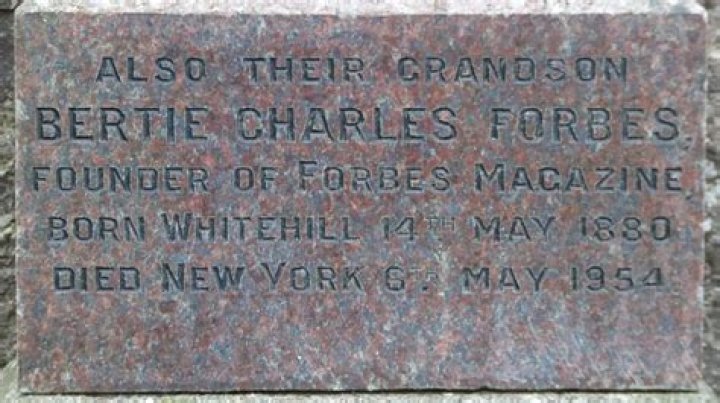 ALSO THEIR GRANDSON
BERTIE CHARLES FORBES,
FOUNDER OF FORBES MAGAZINE,
BORN WHITEHILL 14TH MAY 1880
DIED NEW YORK 6TH MAY 1954.